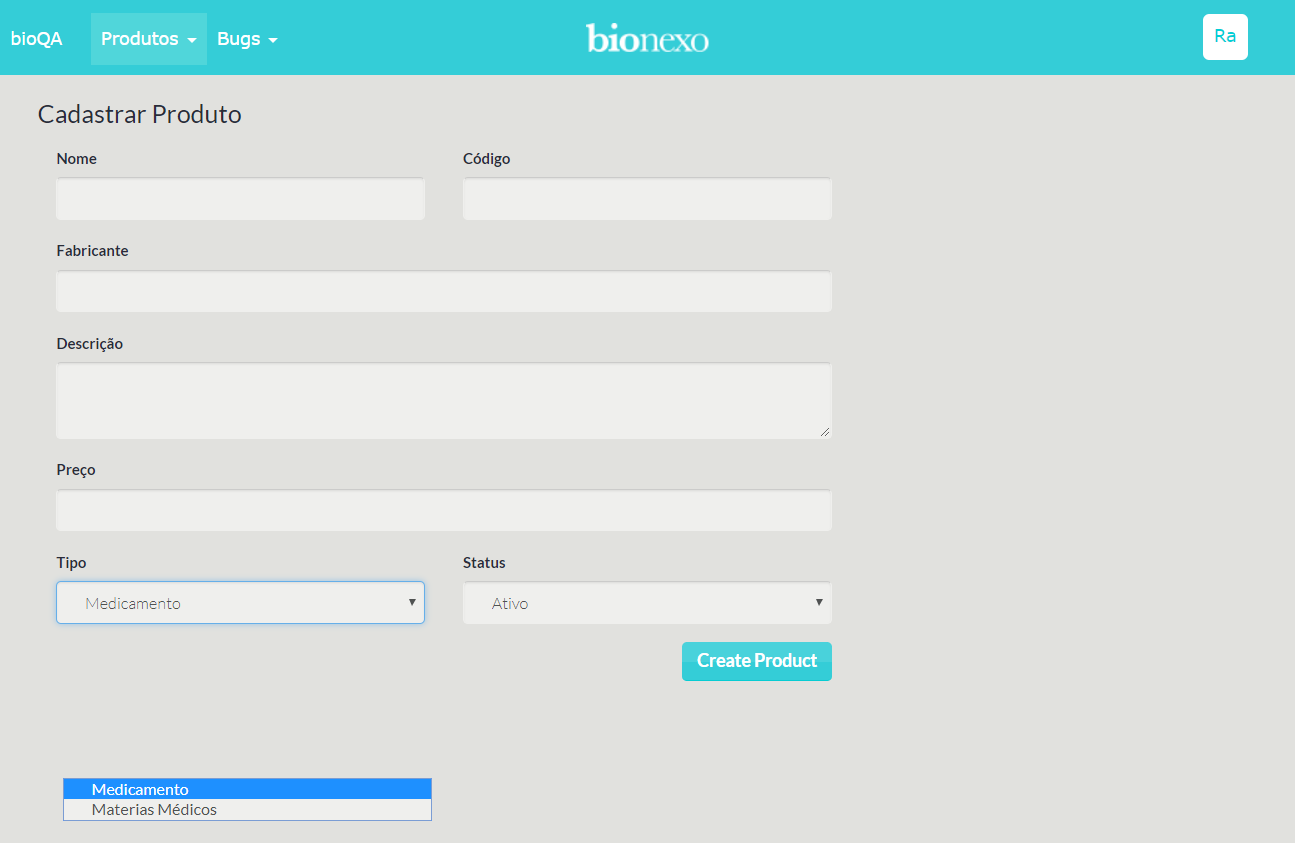 bioQA Produtos Bugs bionexo Ra
Cadastrar Produto
Nome Código
Fabricante
Descrição
Preço
Tipo Status
Medicamento Ativo
Create Product
Medicamento
Materias Médicos